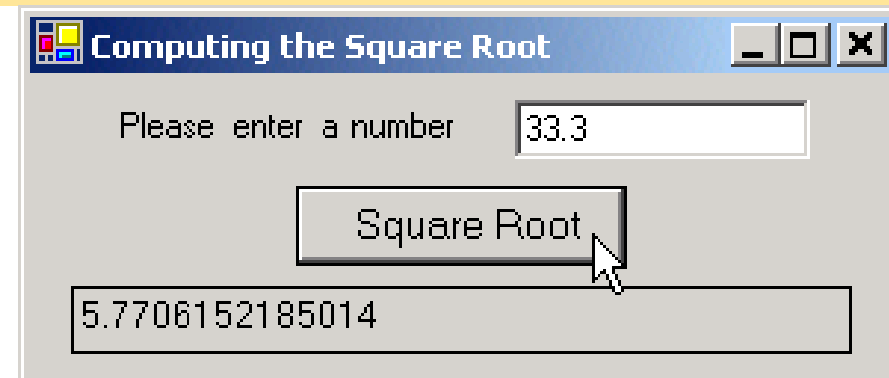 Computing the Square Root
Please enter a number 33.3
Square Root
5.7706152185014